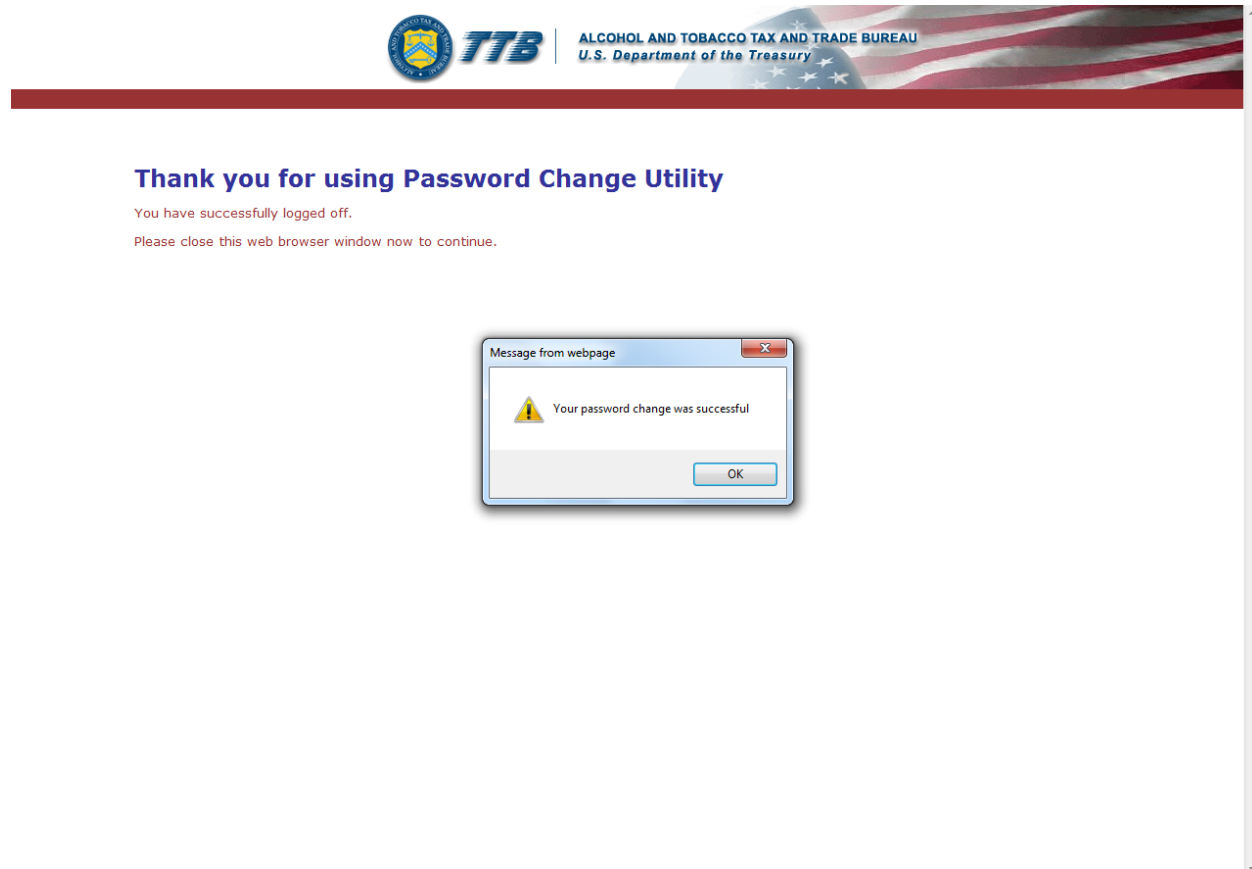 TTB
ALCOHOL AND TOBACCO TAX AND TRADE BUREAU
U.S. Department of the Treasury
Thank you for using Password Change Utility
You have successfully logged off.
Please close this web browser window now to continue.
Message from webpage
Your password change was successful
OK